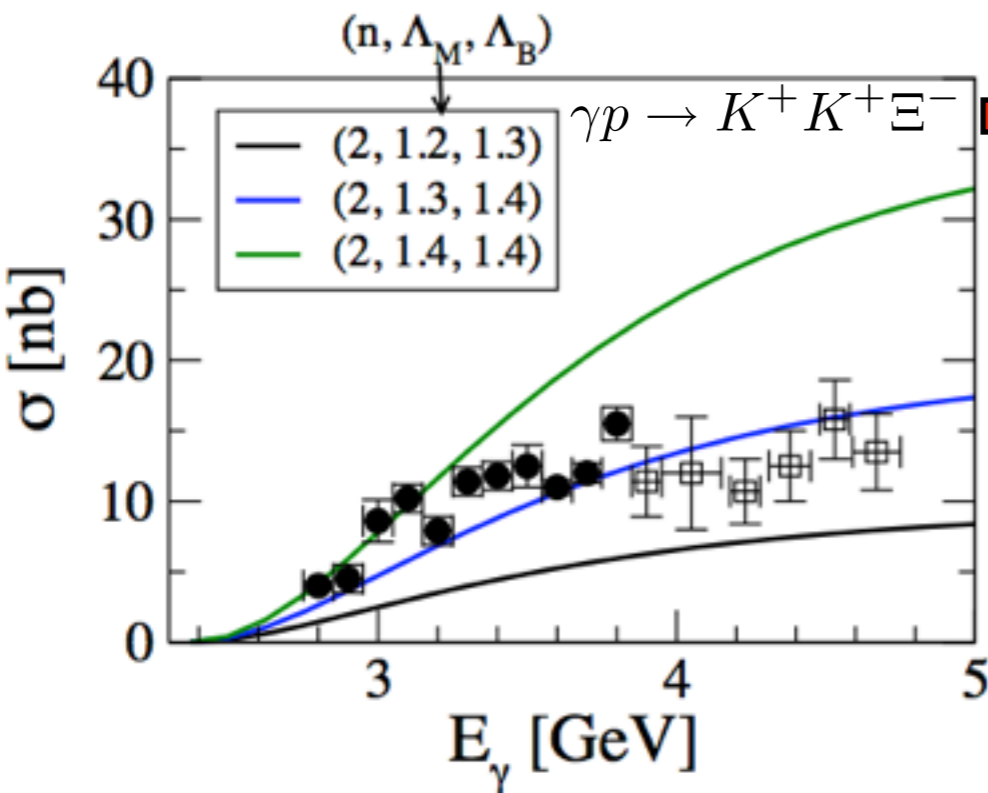 (n, Λ_M, Λ_B)
γp → K⁺K⁺Ξ⁻
(2, 1.2, 1.3)
(2, 1.3, 1.4)
(2, 1.4, 1.4)
40
30
20
10
0
σ [nb]
3 4 5
E_γ [GeV]